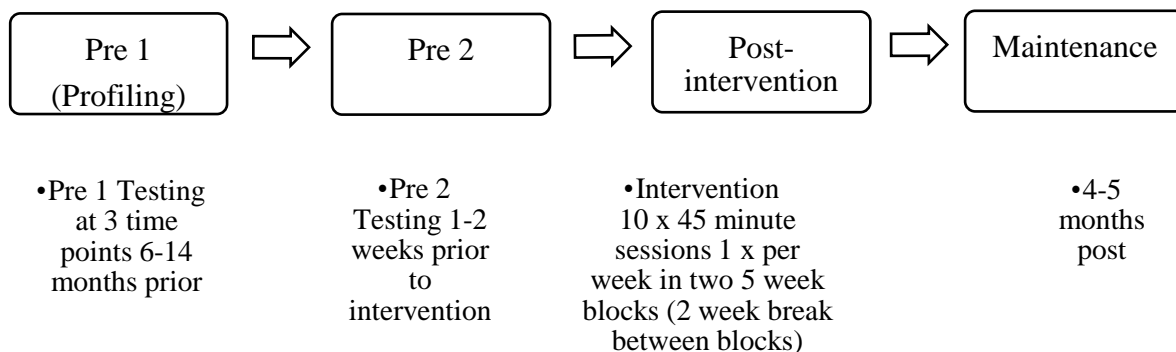 Pre 1
(Profiling)
Pre 2
Post-
intervention
Maintenance
•Pre 1 Testing
at 3 time
points 6-14
months prior
•Pre 2
Testing 1-2
weeks prior
to
intervention
•Intervention
10 x 45 minute
sessions 1 x per
week in two 5 week
blocks (2 week break
between blocks)
•4-5
months
post